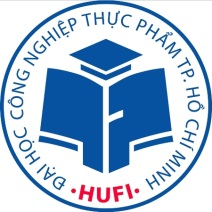 ĐẠI HỌC CÔNG NGHIỆP THỰC PHẨM TP. HỒ CHÍ MINH
·HUFI·